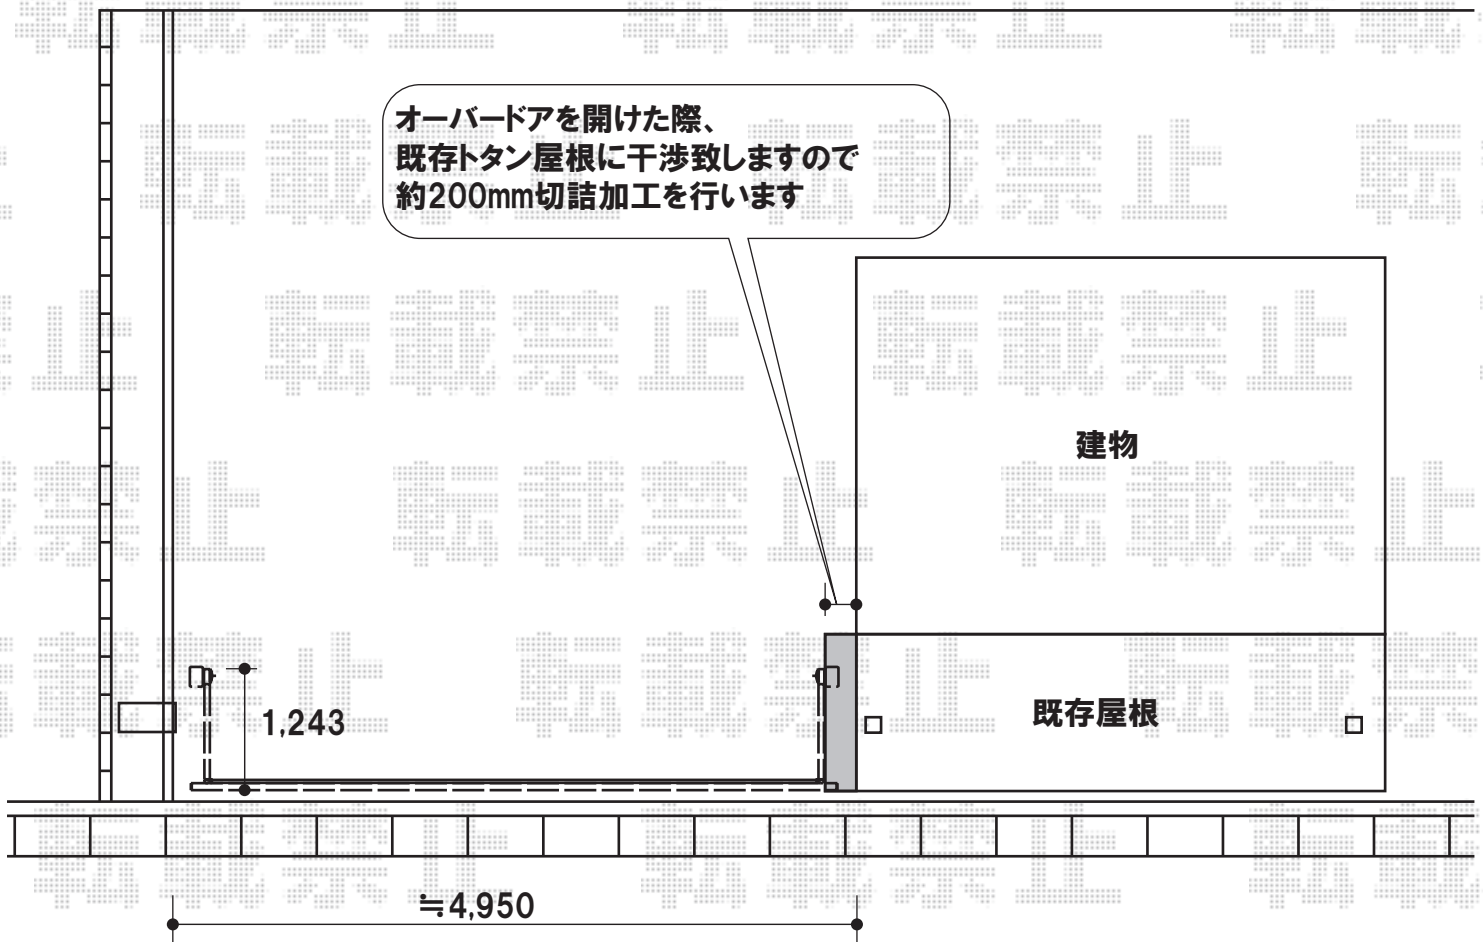 オーバードアを開けた際、
既存トタン屋根に干渉致しますので
約200mm切詰加工を行います
建物
既存屋根
1,243
≒4,950
転載禁止